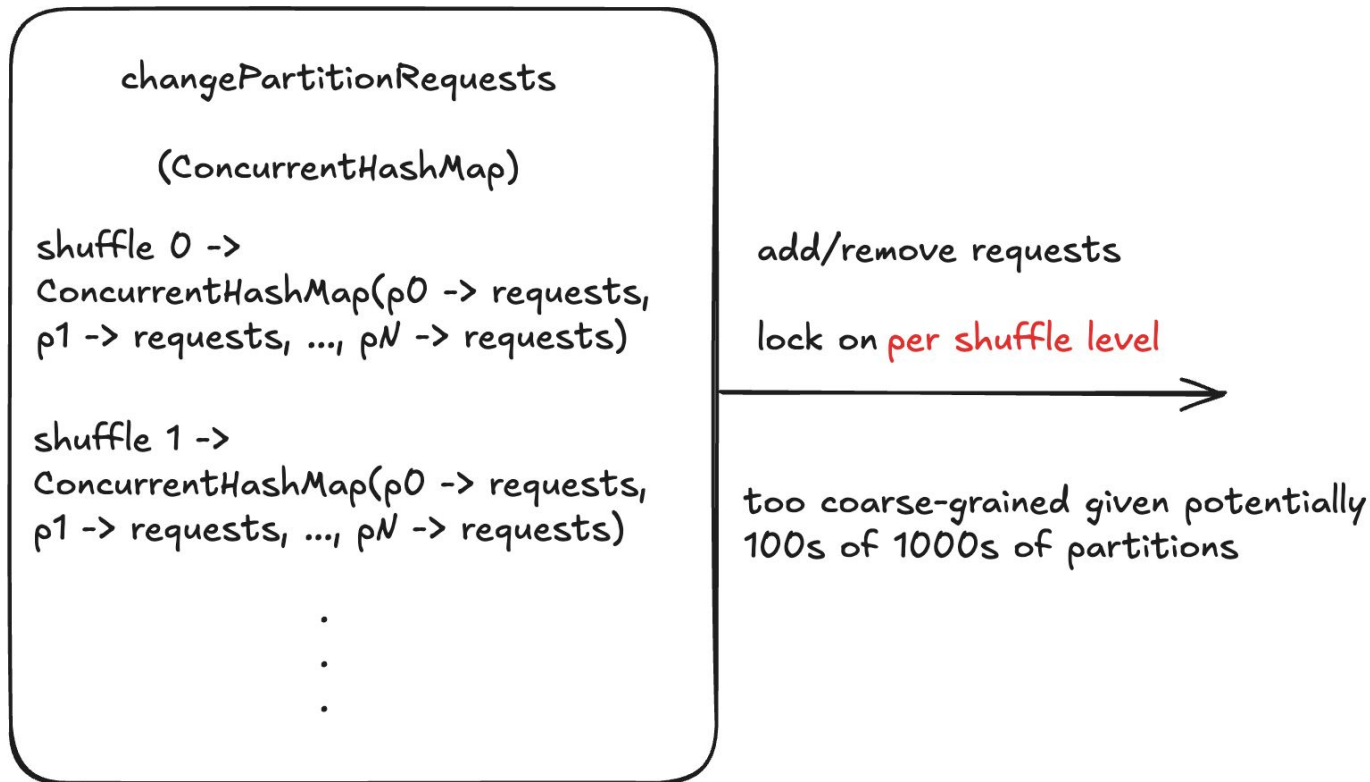 changePartitionRequests
(ConcurrentHashMap)
shuffle 0 ->
ConcurrentHashMap(p0 -> requests,
p1 -> requests, ..., pN -> requests)
shuffle 1 ->
ConcurrentHashMap(p0 -> requests,
p1 -> requests, ..., pN -> requests)
.
.
.
add/remove requests
lock on per shuffle level
too coarse-grained given potentially
100s of 1000s of partitions